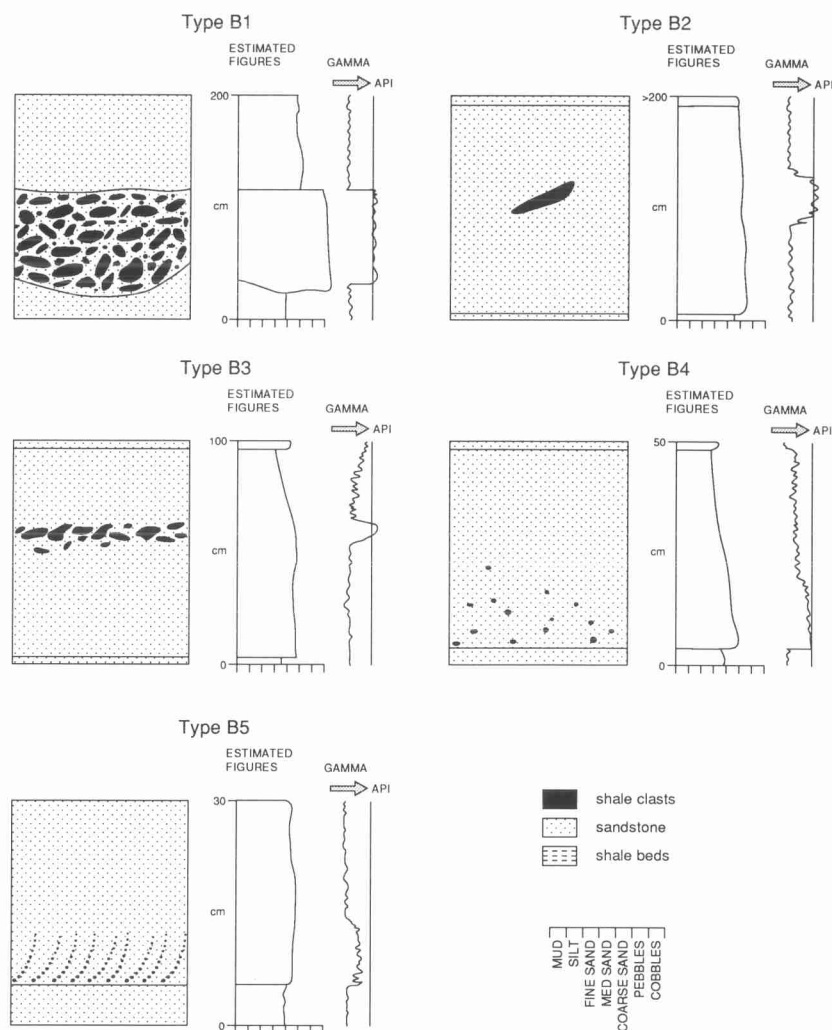 Type B1
ESTIMATED
FIGURES
GAMMA
API
200
cm
0
Type B2
ESTIMATED
FIGURES
GAMMA
API
>200
cm
0
Type B3
ESTIMATED
FIGURES
GAMMA
API
100
cm
0
Type B4
ESTIMATED
FIGURES
GAMMA
API
50
cm
0
Type B5
ESTIMATED
FIGURES
GAMMA
API
30
cm
0
shale clasts
sandstone
shale beds
MUD
SILT
FINE SAND
MED SAND
COARSE SAND
PEBBLES
COBBLES